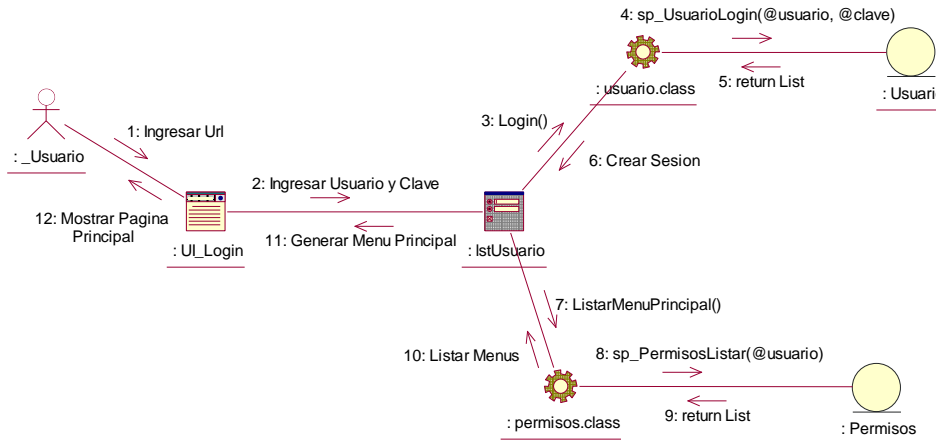 4: sp_UsuarioLogin(@usuario, @clave)
5: return List
: usuario.class
: Usuari
3: Login()
1: Ingresar Url
: _Usuario
6: Crear Sesion
2: Ingresar Usuario y Clave
12: Mostrar Pagina
Principal
11: Generar Menu Principal
: UI_Login
: lstUsuario
7: ListarMenuPrincipal()
10: Listar Menus
8: sp_PermisosListar(@usuario)
9: return List
: permisos.class
: Permisos